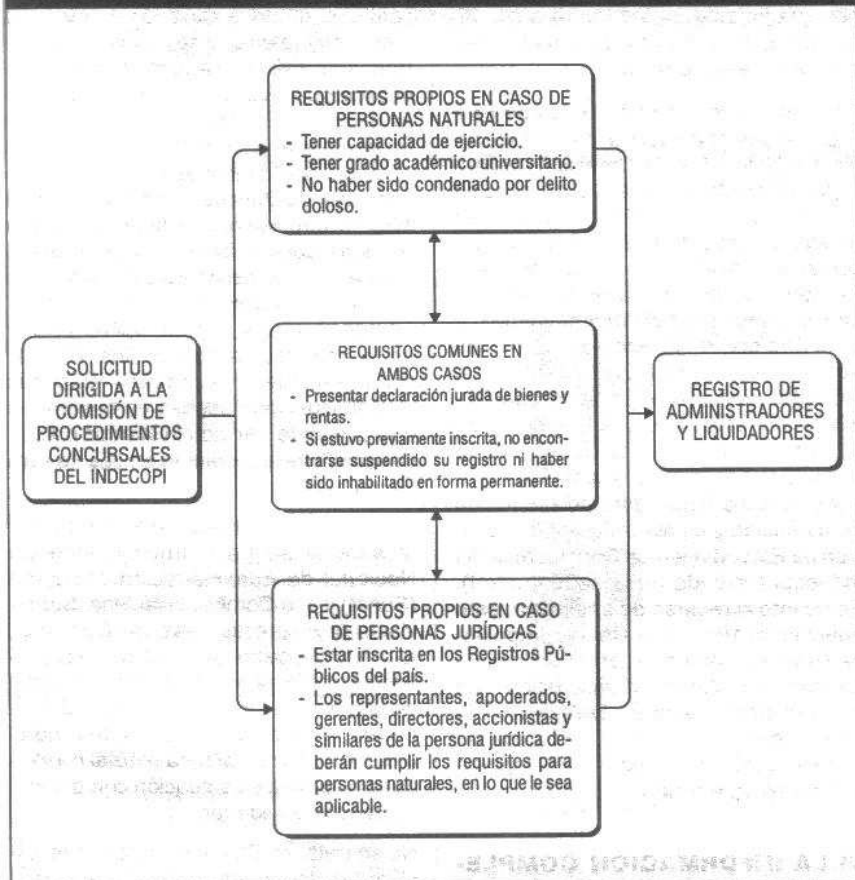 REQUISITOS PROPIOS EN CASO DE
PERSONAS NATURALES
- Tener capacidad de ejercicio.
- Tener grado académico universitario.
- No haber sido condenado por delito
doloso.
SOLICITUD
DIRIGIDA A LA
COMISIÓN DE
PROCEDIMIENTOS
CONCURSALES
DEL INDECOPI
REQUISITOS COMUNES EN
AMBOS CASOS
- Presentar declaración jurada de bienes y
rentas.
- Si estuvo previamente inscrita, no encon-
trarse suspendido su registro ni haber
sido inhabilitado en forma permanente.
REGISTRO DE
ADMINISTRADORES
Y LIQUIDADORES
REQUISITOS PROPIOS EN CASO
DE PERSONAS JURÍDICAS
- Estar inscrita en los Registros Pú-
blicos del país.
- Los representantes, apoderados,
gerentes, directores, accionistas y
similares de la persona jurídica de-
berán cumplir los requisitos para
personas naturales, en lo que le sea
aplicable.